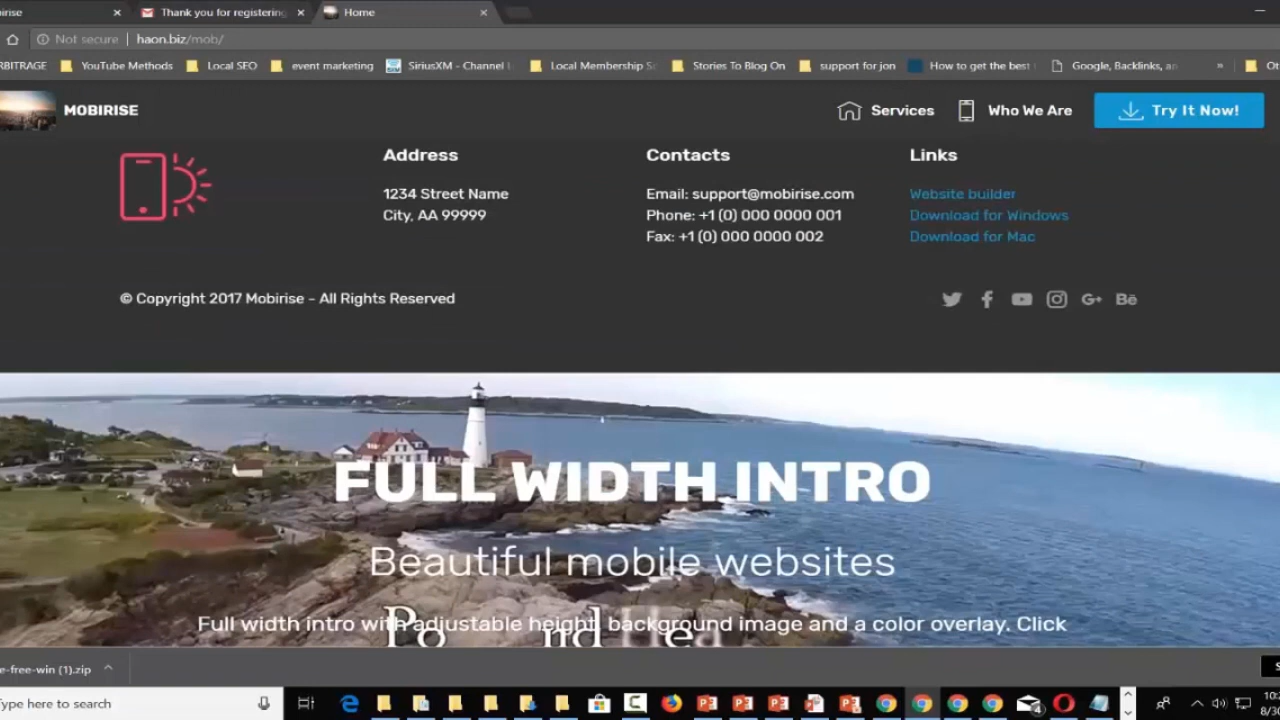 Thank you for registering
Home
Not secure | haon.biz/mob/
YouTube Methods
Local SEO
event marketing
SiriusXM - Channel
Local Membership
Stories To Blog On
support for jon
How to get the best
Google, Backlinks,
»
MOBIRISE
Services
Who We Are
Try It Now!
Address
1234 Street Name
City, AA 99999
Contacts
Email: support@mobirise.com
Phone: +1 (0) 000 0000 001
Fax: +1 (0) 000 0000 002
Links
Website builder
Download for Windows
Download for Mac
© Copyright 2017 Mobirise - All Rights Reserved
FULL WIDTH INTRO
Beautiful mobile websites
Full width intro with adjustable height, background image and a color overlay. Click
e-free-win (1).zip
Type here to search